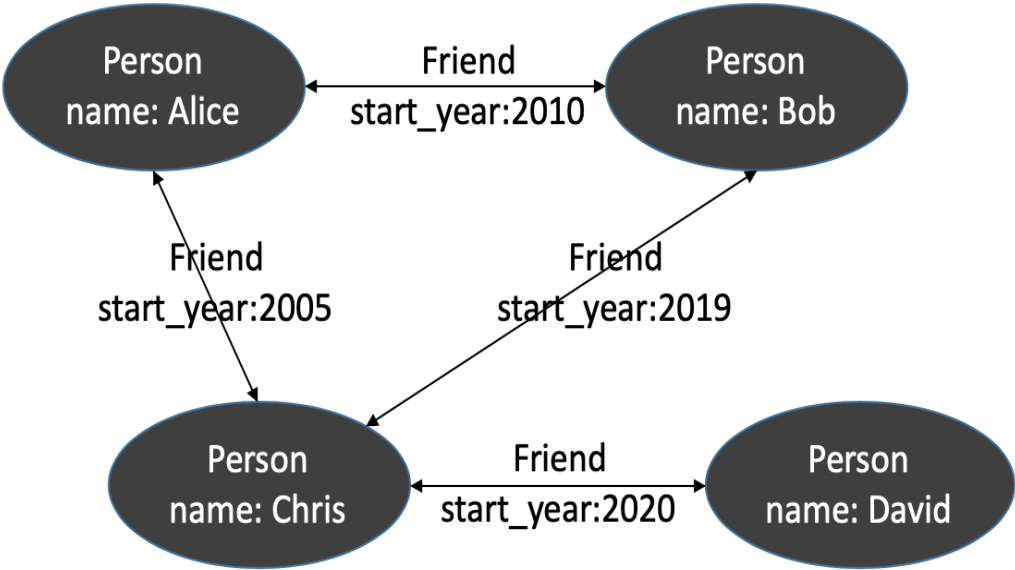 Person
name: Alice
Friend
start_year:2010
Person
name: Bob
Friend
start_year:2005
Friend
start_year:2019
Person
name: Chris
Friend
start_year:2020
Person
name: David